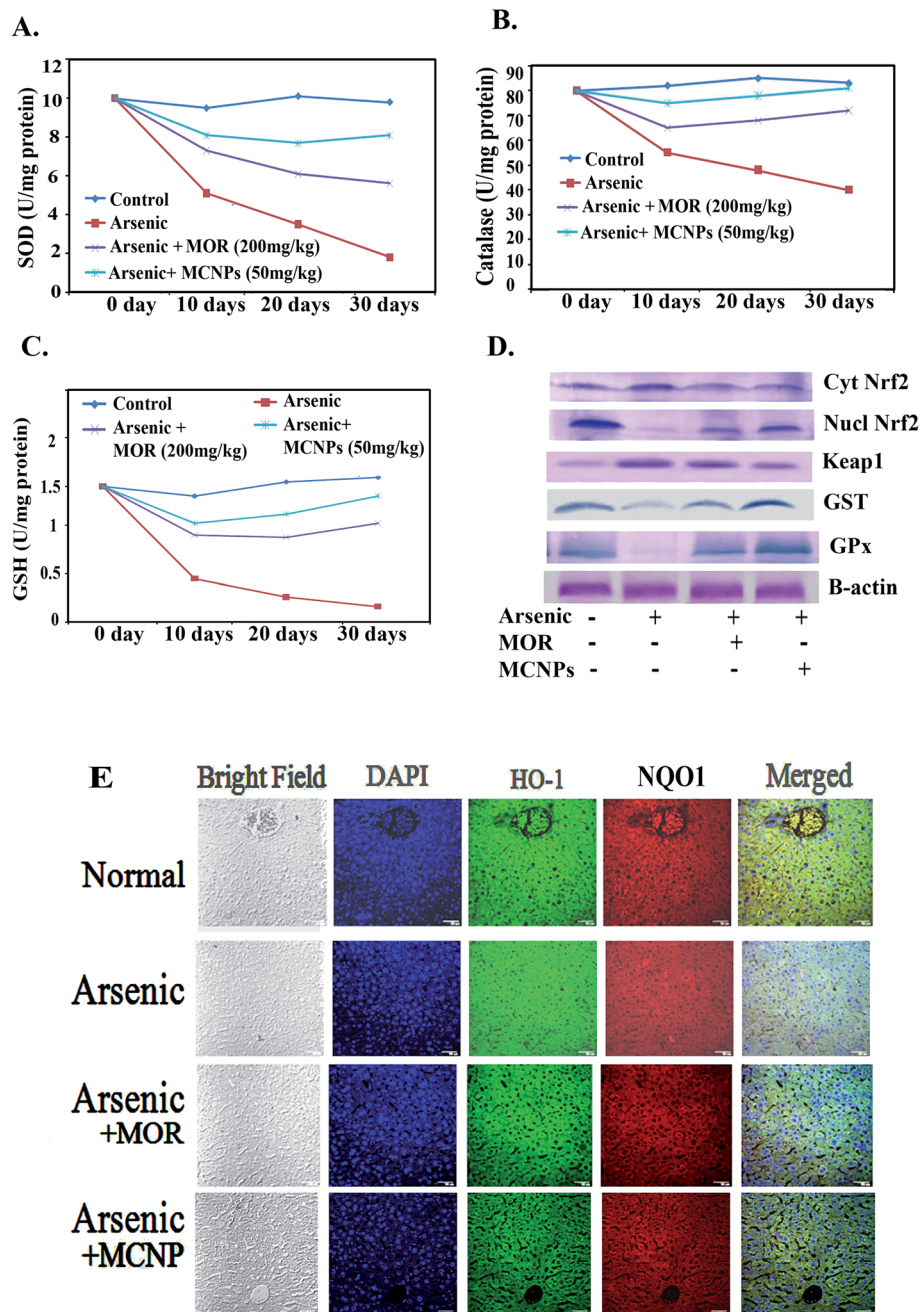 A.
SOD (U/mg protein)
12
10
8
6
4
2
0
Control
Arsenic
Arsenic + MOR (200mg/kg)
Arsenic+ MCNPs (50mg/kg)
0 day 10 days 20 days 30 days
B.
Catalase (U/mg protein)
90
80
70
60
50
40
30
20
10
0
Control
Arsenic
Arsenic + MOR (200mg/kg)
Arsenic+ MCNPs (50mg/kg)
0 day 10 days 20 days 30 days
C.
GSH (U/mg protein)
2
1.5
1
0.5
0
Control
Arsenic
Arsenic +
MOR (200mg/kg)
Arsenic+
MCNPs (50mg/kg)
0 day 10 days 20 days 30 days
D.
Cyt Nrf2
Nucl Nrf2
Keap1
GST
GPx
B-actin
Arsenic - + + +
MOR - - + -
MCNPs - - - +
E Bright Field DAPI HO-1 NQO1 Merged
Normal
Arsenic
Arsenic
+MOR
Arsenic
+MCNP